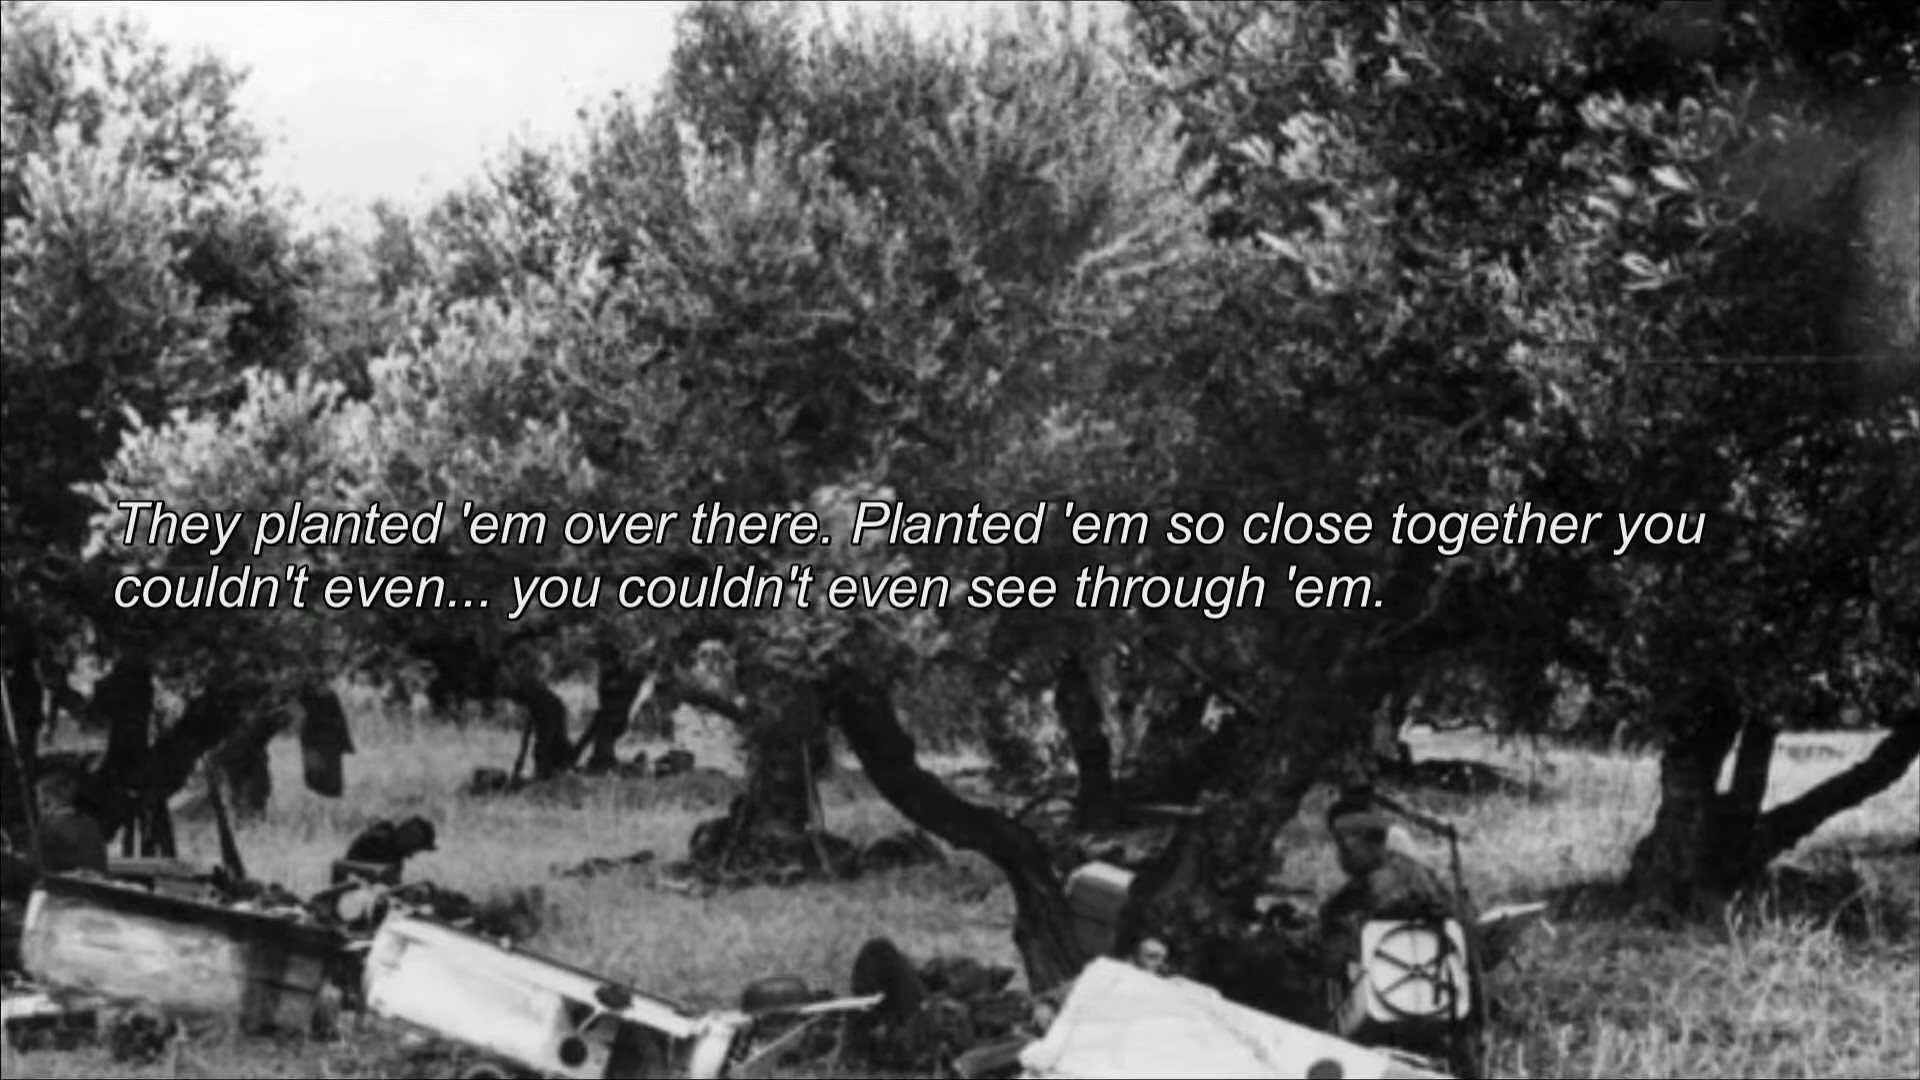 They planted 'em over there. Planted 'em so close together you
couldn't even... you couldn't even see through 'em.